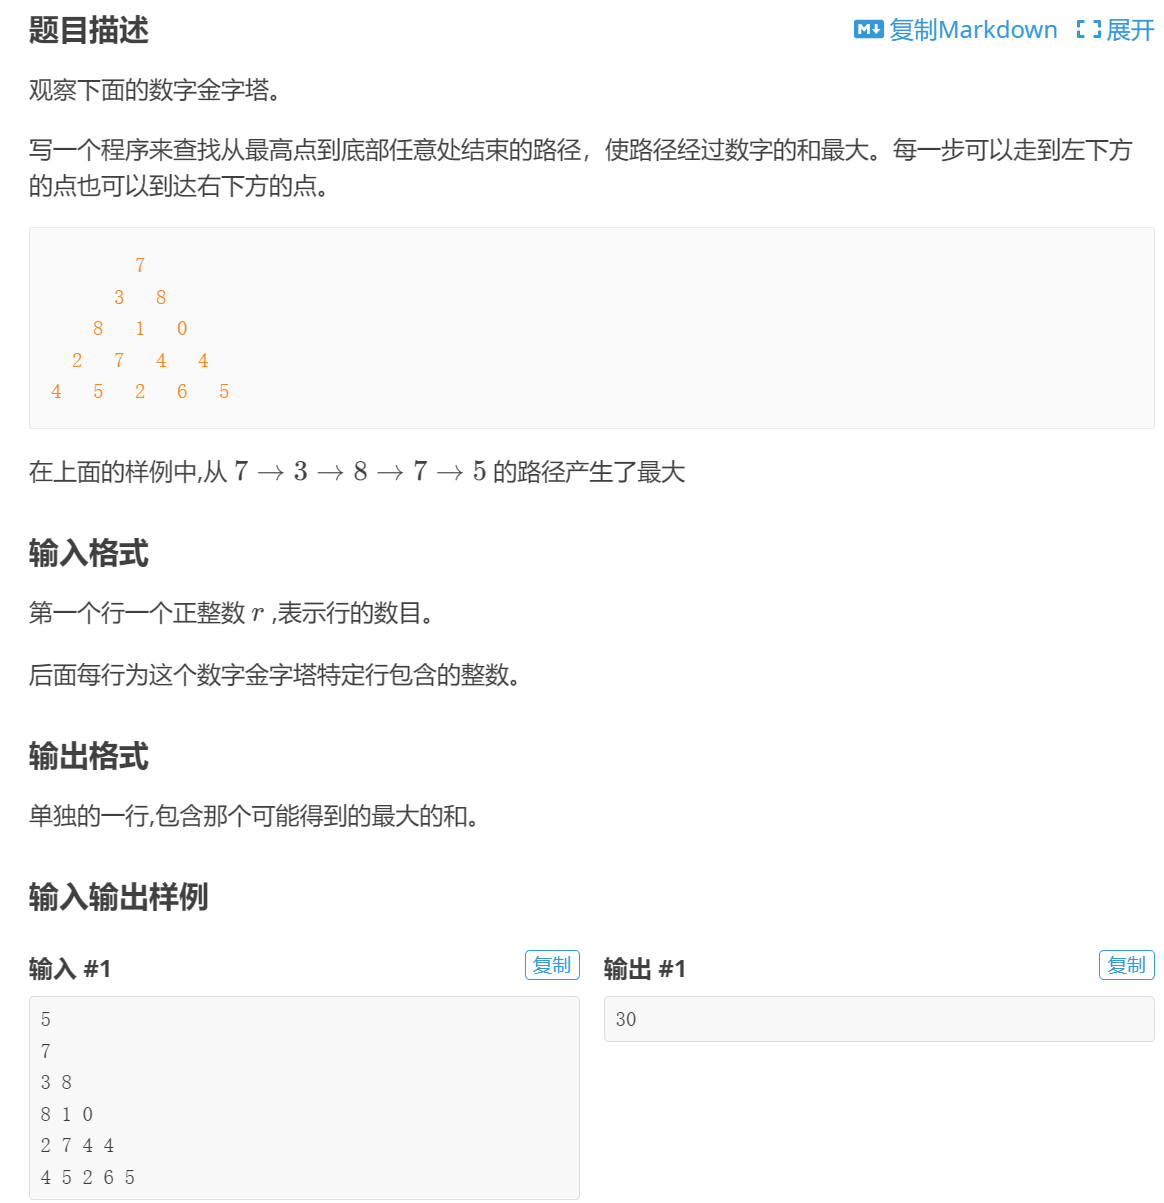 题目描述
复制Markdown 展开
观察下面的数字金字塔。
写一个程序来查找从最高点到底部任意处结束的路径，使路径经过数字的和最大。每一步可以走到左下方
的点也可以到达右下方的点。
7
3 8
8 1 0
2 7 4 4
4 5 2 6 5
在上面的样例中,从 7 → 3 → 8 → 7 → 5 的路径产生了最大
输入格式
第一个行一个正整数 r ,表示行的数目。
后面每行为这个数字金字塔特定行包含的整数。
输出格式
单独的一行,包含那个可能得到的最大的和。
输入输出样例
输入 #1 复制
5
7
3 8
8 1 0
2 7 4 4
4 5 2 6 5
输出 #1 复制
30